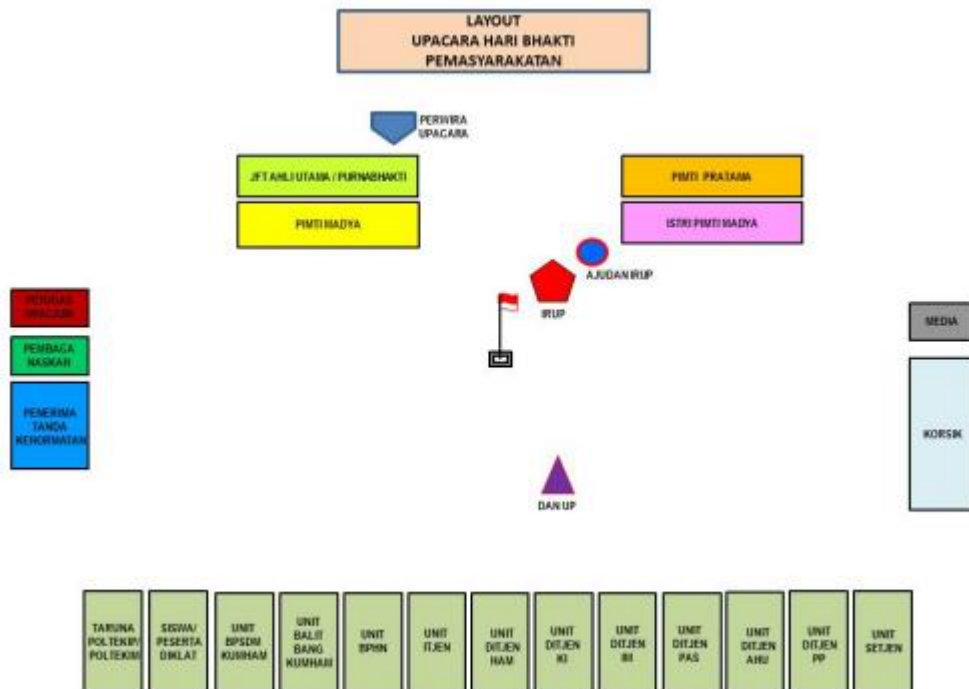 LAYOUT
UPACARA HARI BHAKTI
PEMASYARAKATAN
PERWIRA
UPACARA
JFT AHLI UTAMA / PURNABHAKTI
PIMTI PRATAMA
PIMTI MADYA
ISTRI PIMTI MADYA
AJUDAN IRUP
IRUP
PETUGAS
UPACARA
MEDIA
PEMBACA
NASKAH
PENERIMA
TANDA
KEHORMATAN
KORSIK
DAN UP
TARUNA
POLTEKIP/
POLTEKIM
SISWA/
PESERTA
DIKLAT
UNIT
BPSDM
KUMHAM
UNIT
BALIT
BANG
KUMHAM
UNIT
BPHN
UNIT
ITJEN
UNIT
DITJEN
HAM
UNIT
DITJEN
KI
UNIT
DITJEN
IMI
UNIT
DITJEN
PAS
UNIT
DITJEN
AHU
UNIT
DITJEN
PP
UNIT
SETJEN